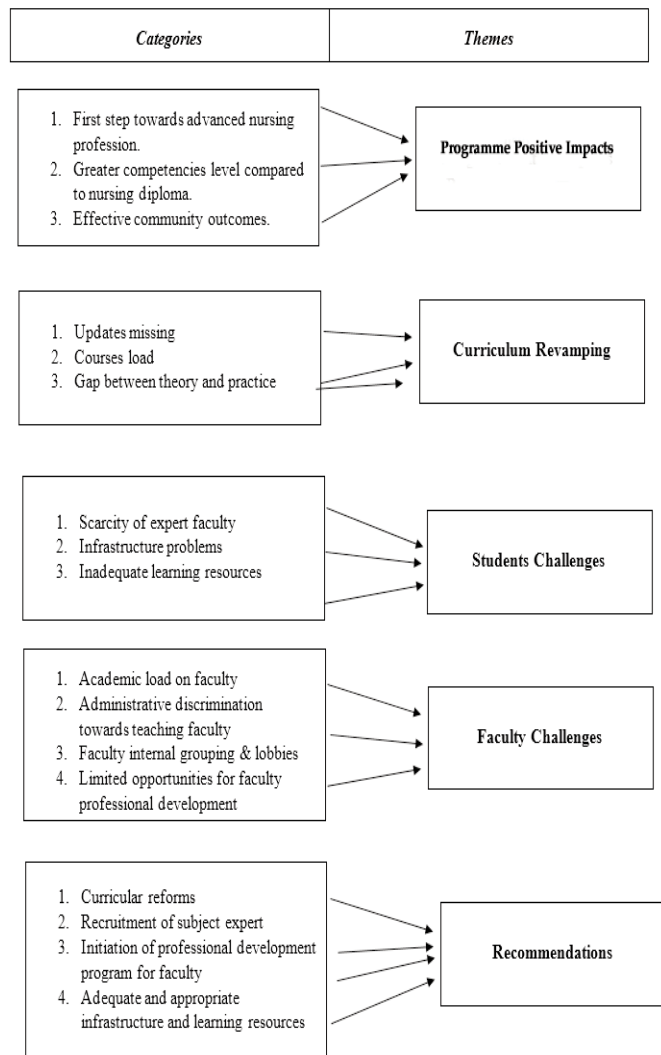 Categories
Themes
1. First step towards advanced nursing
profession.
2. Greater competencies level compared
to nursing diploma.
3. Effective community outcomes.
Programme Positive Impacts
1. Updates missing
2. Courses load
3. Gap between theory and practice
Curriculum Revamping
1. Scarcity of expert faculty
2. Infrastructure problems
3. Inadequate learning resources
Students Challenges
1. Academic load on faculty
2. Administrative discrimination
towards teaching faculty
3. Faculty internal grouping & lobbies
4. Limited opportunities for faculty
professional development
Faculty Challenges
1. Curricular reforms
2. Recruitment of subject expert
3. Initiation of professional development
program for faculty
4. Adequate and appropriate
infrastructure and learning resources
Recommendations